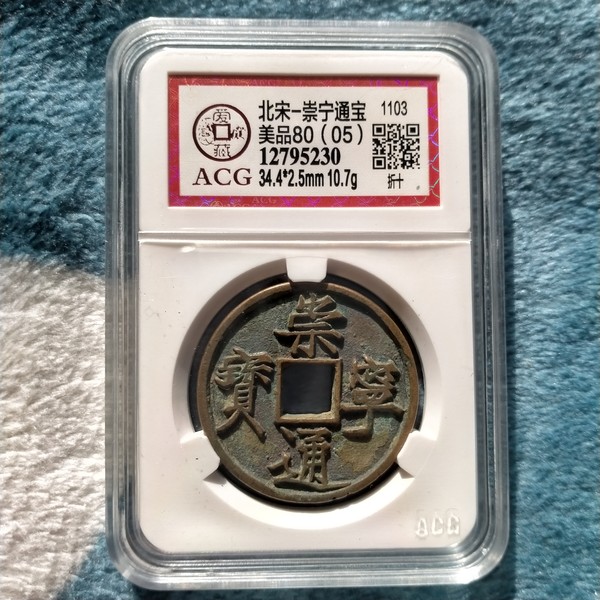 北宋-崇宁通宝 1103
美品80（05）
12795230
ACG 34.4*2.5mm 10.7g 折十
崇
寶 寧
通
ACG